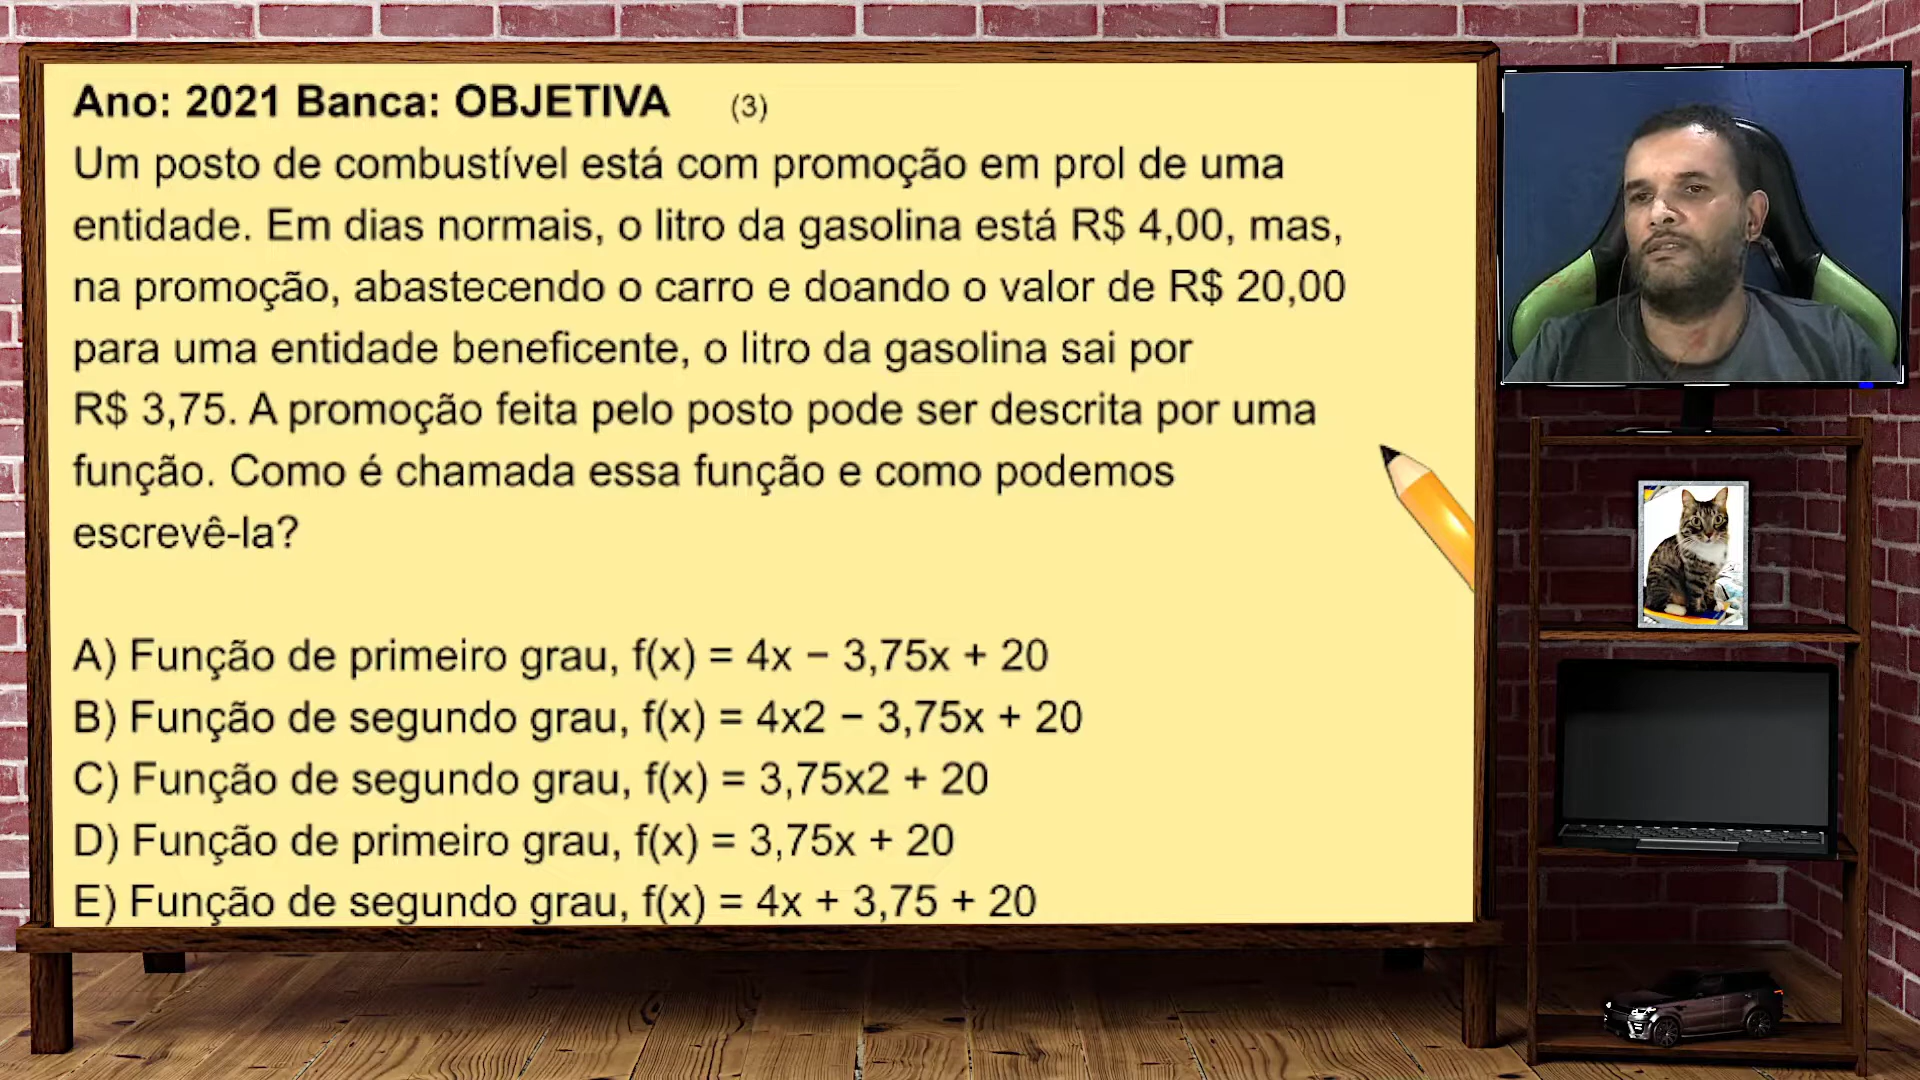 Ano: 2021 Banca: OBJETIVA (3)
Um posto de combustível está com promoção em prol de uma
entidade. Em dias normais, o litro da gasolina está R$ 4,00, mas,
na promoção, abastecendo o carro e doando o valor de R$ 20,00
para uma entidade beneficente, o litro da gasolina sai por
R$ 3,75. A promoção feita pelo posto pode ser descrita por uma
função. Como é chamada essa função e como podemos
escrevê-la?
A) Função de primeiro grau, f(x) = 4x − 3,75x + 20
B) Função de segundo grau, f(x) = 4x2 − 3,75x + 20
C) Função de segundo grau, f(x) = 3,75x2 + 20
D) Função de primeiro grau, f(x) = 3,75x + 20
E) Função de segundo grau, f(x) = 4x + 3,75 + 20